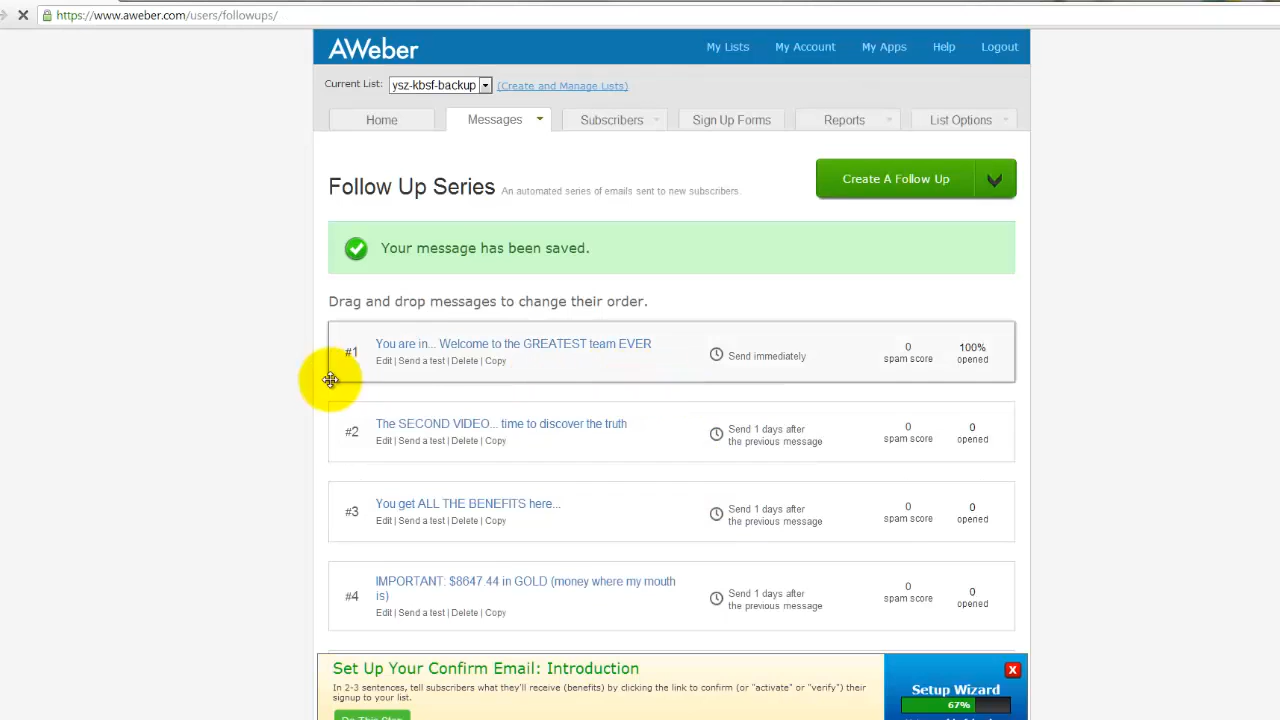 https://www.aweber.com/users/followups/
AWeber
My Lists My Account My Apps Help Logout
Current List: ysz-kbsf-backup (Create and Manage Lists)
Home Messages Subscribers Sign Up Forms Reports List Options
Follow Up Series An automated series of emails sent to new subscribers.
Create A Follow Up
Your message has been saved.
Drag and drop messages to change their order.
#1
You are in... Welcome to the GREATEST team EVER
Edit | Send a test | Delete | Copy
Send immediately
0
spam score
100%
opened
#2
The SECOND VIDEO... time to discover the truth
Edit | Send a test | Delete | Copy
Send 1 days after
the previous message
0
spam score
0
opened
#3
You get ALL THE BENEFITS here...
Edit | Send a test | Delete | Copy
Send 1 days after
the previous message
0
spam score
0
opened
#4
IMPORTANT: $8647.44 in GOLD (money where my mouth
is)
Edit | Send a test | Delete | Copy
Send 1 days after
the previous message
0
spam score
0
opened
Set Up Your Confirm Email: Introduction
In 2-3 sentences, tell subscribers what they'll receive (benefits) by clicking the link to confirm (or "activate" or "verify") their
signup to your list.
Do This Step
X
Setup Wizard
67%